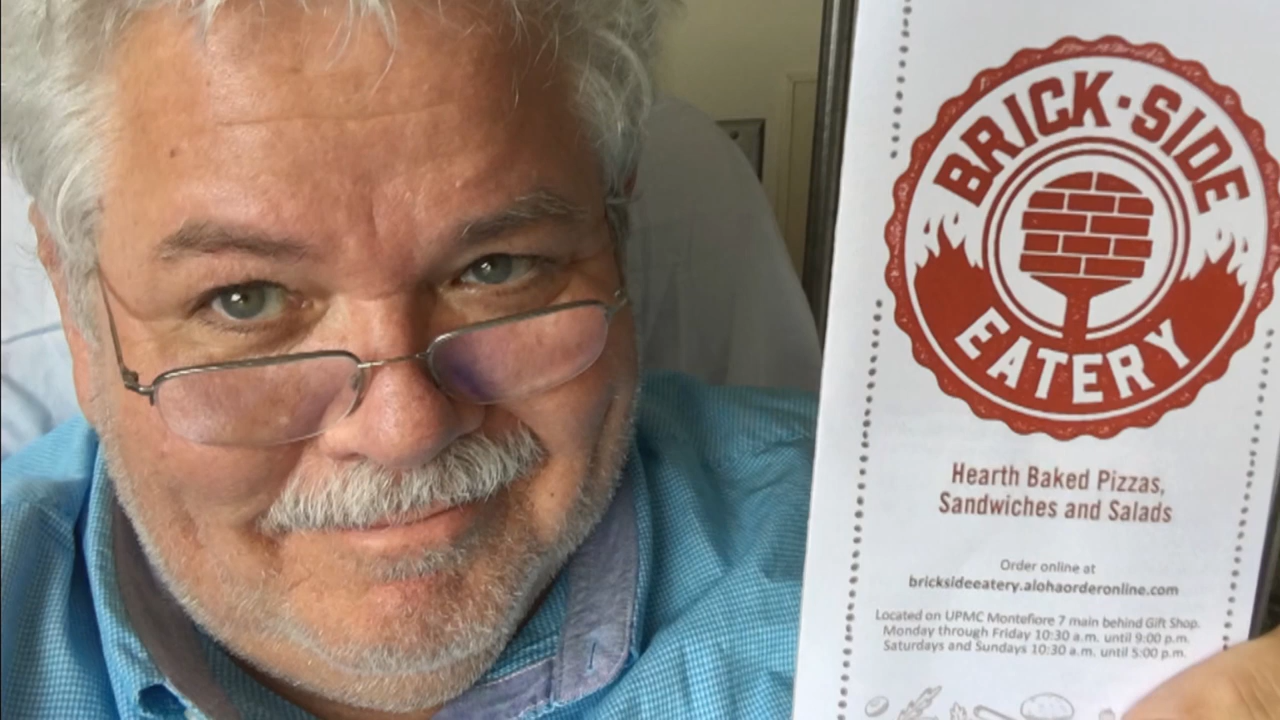 BRICK·SIDE
EATERY
Hearth Baked Pizzas,
Sandwiches and Salads
Order online at
bricksideeatery.alohaorderonline.com
Located on UPMC Montefiore 7 main behind Gift Shop.
Monday through Friday 10:30 a.m. until 9:00 p.m.
Saturdays and Sundays 10:30 a.m. until 5:00 p.m.